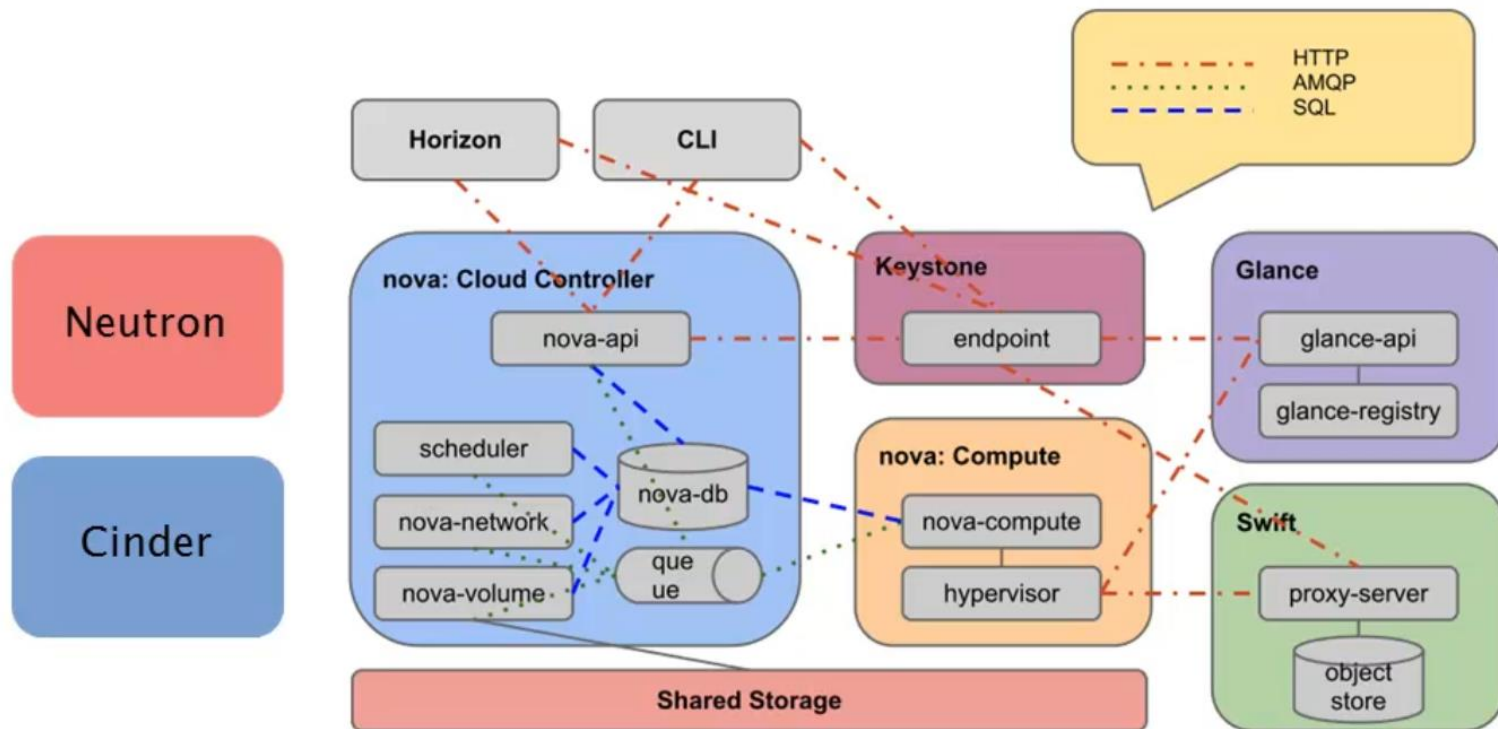 HTTP
AMQP
SQL
Horizon
CLI
Neutron
Cinder
nova: Cloud Controller
nova-api
scheduler
nova-network
nova-volume
nova-db
que
ue
Keystone
endpoint
nova: Compute
nova-compute
hypervisor
Glance
glance-api
glance-registry
Swift
proxy-server
object
store
Shared Storage